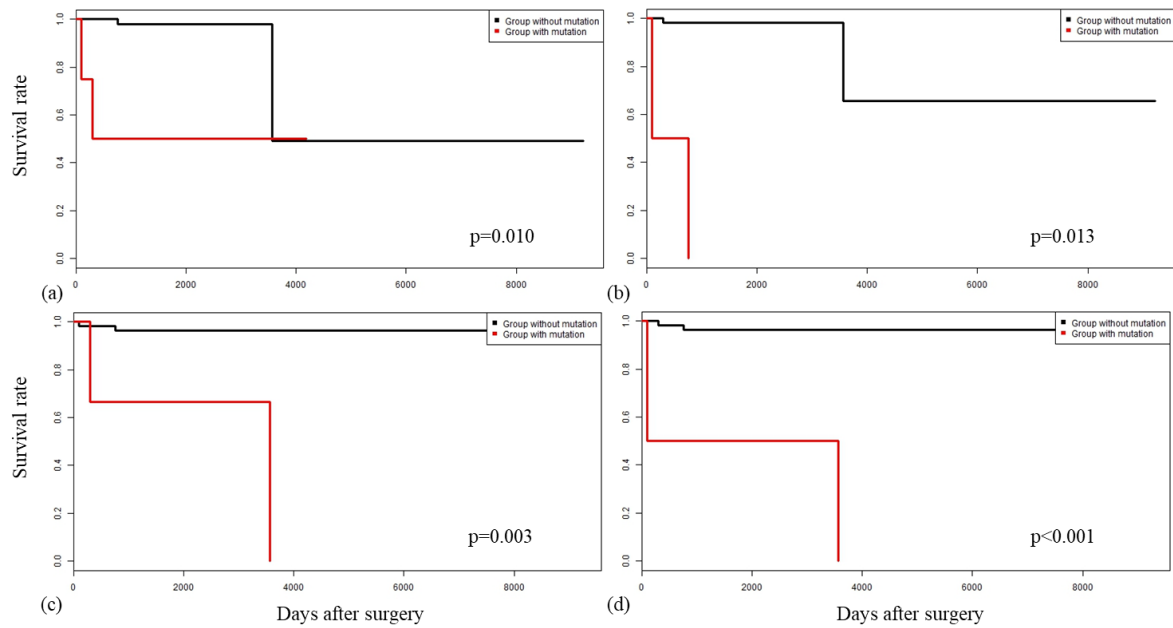 Survival rate
1.0
0.8
0.6
0.4
0.2
0.0
Group without mutation
Group with mutation
p=0.010
0 2000 4000 6000 8000
(a)
1.0
0.8
0.6
0.4
0.2
0.0
Group without mutation
Group with mutation
p=0.013
0 2000 4000 6000 8000
(b)
Survival rate
1.0
0.8
0.6
0.4
0.2
0.0
Group without mutation
Group with mutation
p=0.003
0 2000 4000 6000 8000
(c)
Days after surgery
1.0
0.8
0.6
0.4
0.2
0.0
Group without mutation
Group with mutation
p<0.001
0 2000 4000 6000 8000
(d)
Days after surgery